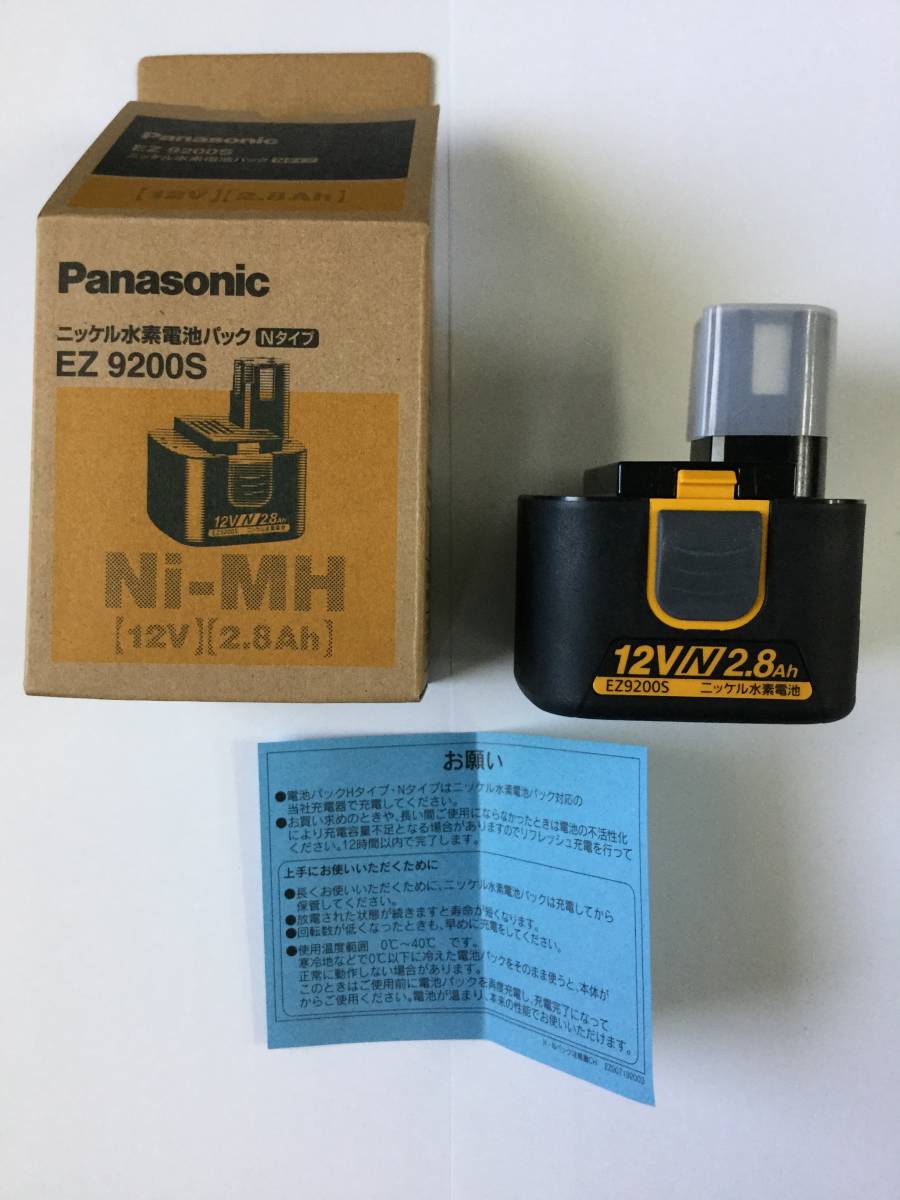 Panasonic
EZ 9200S
ニッケル水素電池パック Nタイプ
[12V][2.8Ah]
Panasonic
ニッケル水素電池パック Nタイプ
EZ 9200S
12V N 2.8Ah
EZ9200S ニッケル水素電池
Ni-MH
[12V][2.8Ah]
12V N 2.8Ah
EZ9200S ニッケル水素電池
お願い
●電池パックHタイプ・Nタイプはニッケル水素電池パック対応の
当社充電器で充電してください。
●お買い求めのときや、長い間ご使用にならなかったときは電池の不活性化
により充電容量不足となる場合がありますのでリフレッシュ充電を行って
ください。12時間以内で完了します。
上手にお使いいただくために
●長くお使いいただくために、ニッケル水素電池パックは充電してから
保管してください。
●放電された状態が続きますと寿命が短くなります。
●回転数が低くなったときも、早めに充電をしてください。
●使用温度範囲 0℃〜40℃ です。
寒冷地などで0℃以下に冷えた電池パックをそのまま使うと、本体が
正常に動作しない場合があります。
このときはご使用前に電池パックを再度充電し、充電完了になって
からご使用ください。電池が温まり、本来の性能でお使いいただけます。